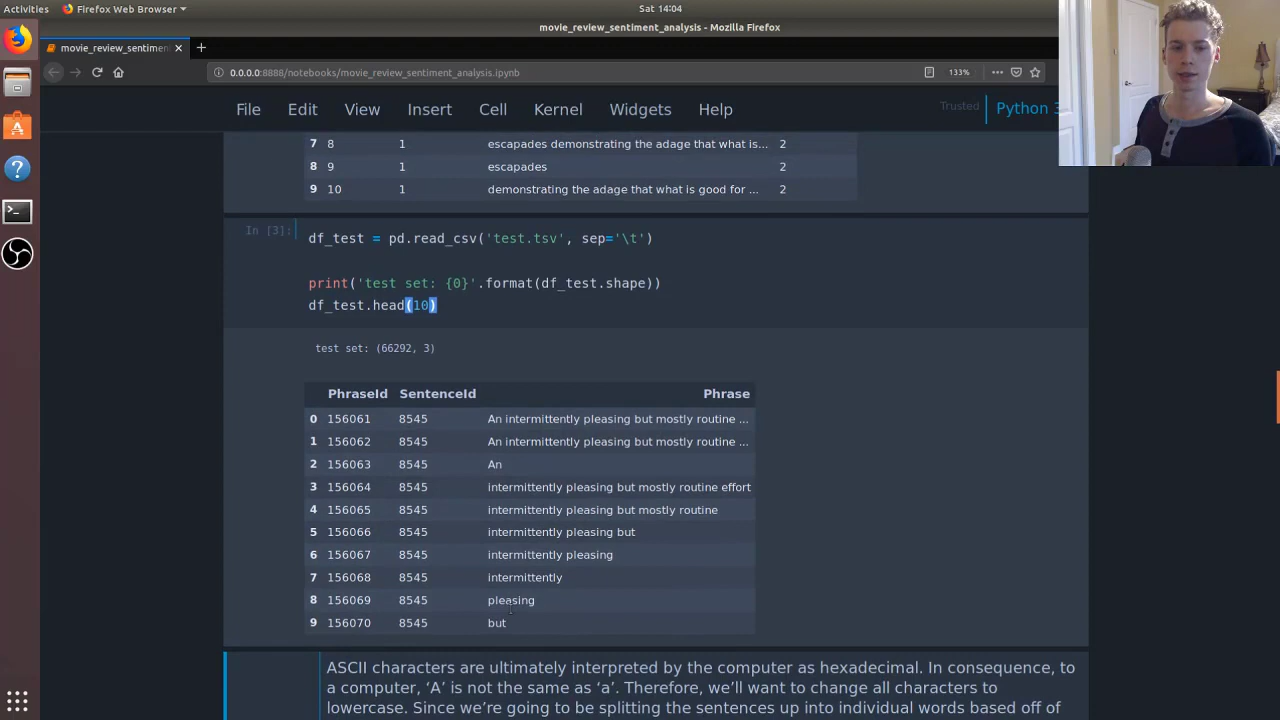 Activities Firefox Web Browser Sat 14:04
movie_review_sentiment_analysis - Mozilla Firefox
movie_review_sentimen
0.0.0.0:8888/notebooks/movie_review_sentiment_analysis.ipynb 133%
File Edit View Insert Cell Kernel Widgets Help Trusted Python 3
7 8 1 escapades demonstrating the adage that what is... 2
8 9 1 escapades 2
9 10 1 demonstrating the adage that what is good for ... 2
In [3]:
df_test = pd.read_csv('test.tsv', sep='\t')
print('test set: {0}'.format(df_test.shape))
df_test.head(10)
test set: (66292, 3)
PhraseId SentenceId Phrase
0 156061 8545 An intermittently pleasing but mostly routine ...
1 156062 8545 An intermittently pleasing but mostly routine ...
2 156063 8545 An
3 156064 8545 intermittently pleasing but mostly routine effort
4 156065 8545 intermittently pleasing but mostly routine
5 156066 8545 intermittently pleasing but
6 156067 8545 intermittently pleasing
7 156068 8545 intermittently
8 156069 8545 pleasing
9 156070 8545 but
ASCII characters are ultimately interpreted by the computer as hexadecimal. In consequence, to
a computer, ‘A’ is not the same as ‘a’. Therefore, we’ll want to change all characters to
lowercase. Since we’re going to be splitting the sentences up into individual words based off of